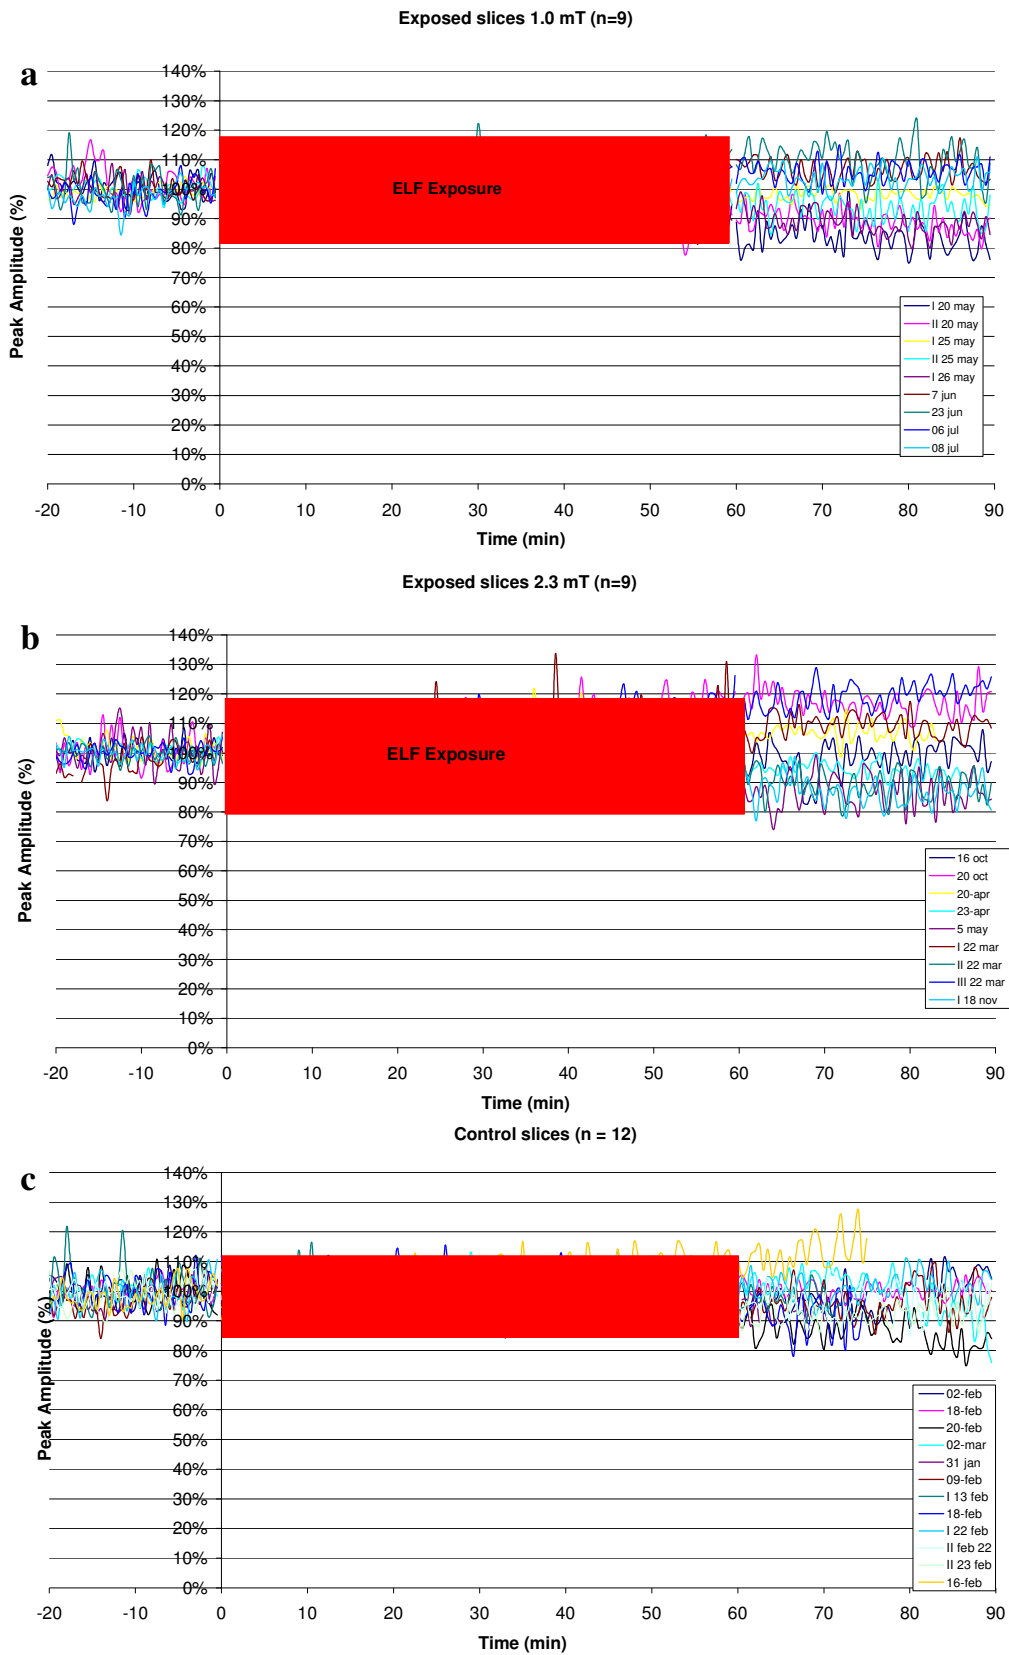 Exposed slices 1.0 mT (n=9)
a
140%
130%
120%
110%
100%
90%
80%
70%
60%
50%
40%
30%
20%
10%
0%
Peak Amplitude (%)
ELF Exposure
I 20 may
II 20 may
I 25 may
II 25 may
I 26 may
7 jun
23 jun
06 jul
08 jul
-20 -10 0 10 20 30 40 50 60 70 80 90
Time (min)
Exposed slices 2.3 mT (n=9)
b
140%
130%
120%
110%
100%
90%
80%
70%
60%
50%
40%
30%
20%
10%
0%
Peak Amplitude (%)
ELF Exposure
16 oct
20 oct
20-apr
23-apr
5 may
I 22 mar
II 22 mar
III 22 mar
I 18 nov
-20 -10 0 10 20 30 40 50 60 70 80 90
Time (min)
Control slices (n = 12)
c
140%
130%
120%
110%
100%
90%
80%
70%
60%
50%
40%
30%
20%
10%
0%
Peak Amplitude (%)
02-feb
18-feb
20-feb
02-mar
31 jan
09-feb
I 13 feb
18-feb
I 22 feb
II feb 22
II 23 feb
16-feb
-20 -10 0 10 20 30 40 50 60 70 80 90
Time (min)